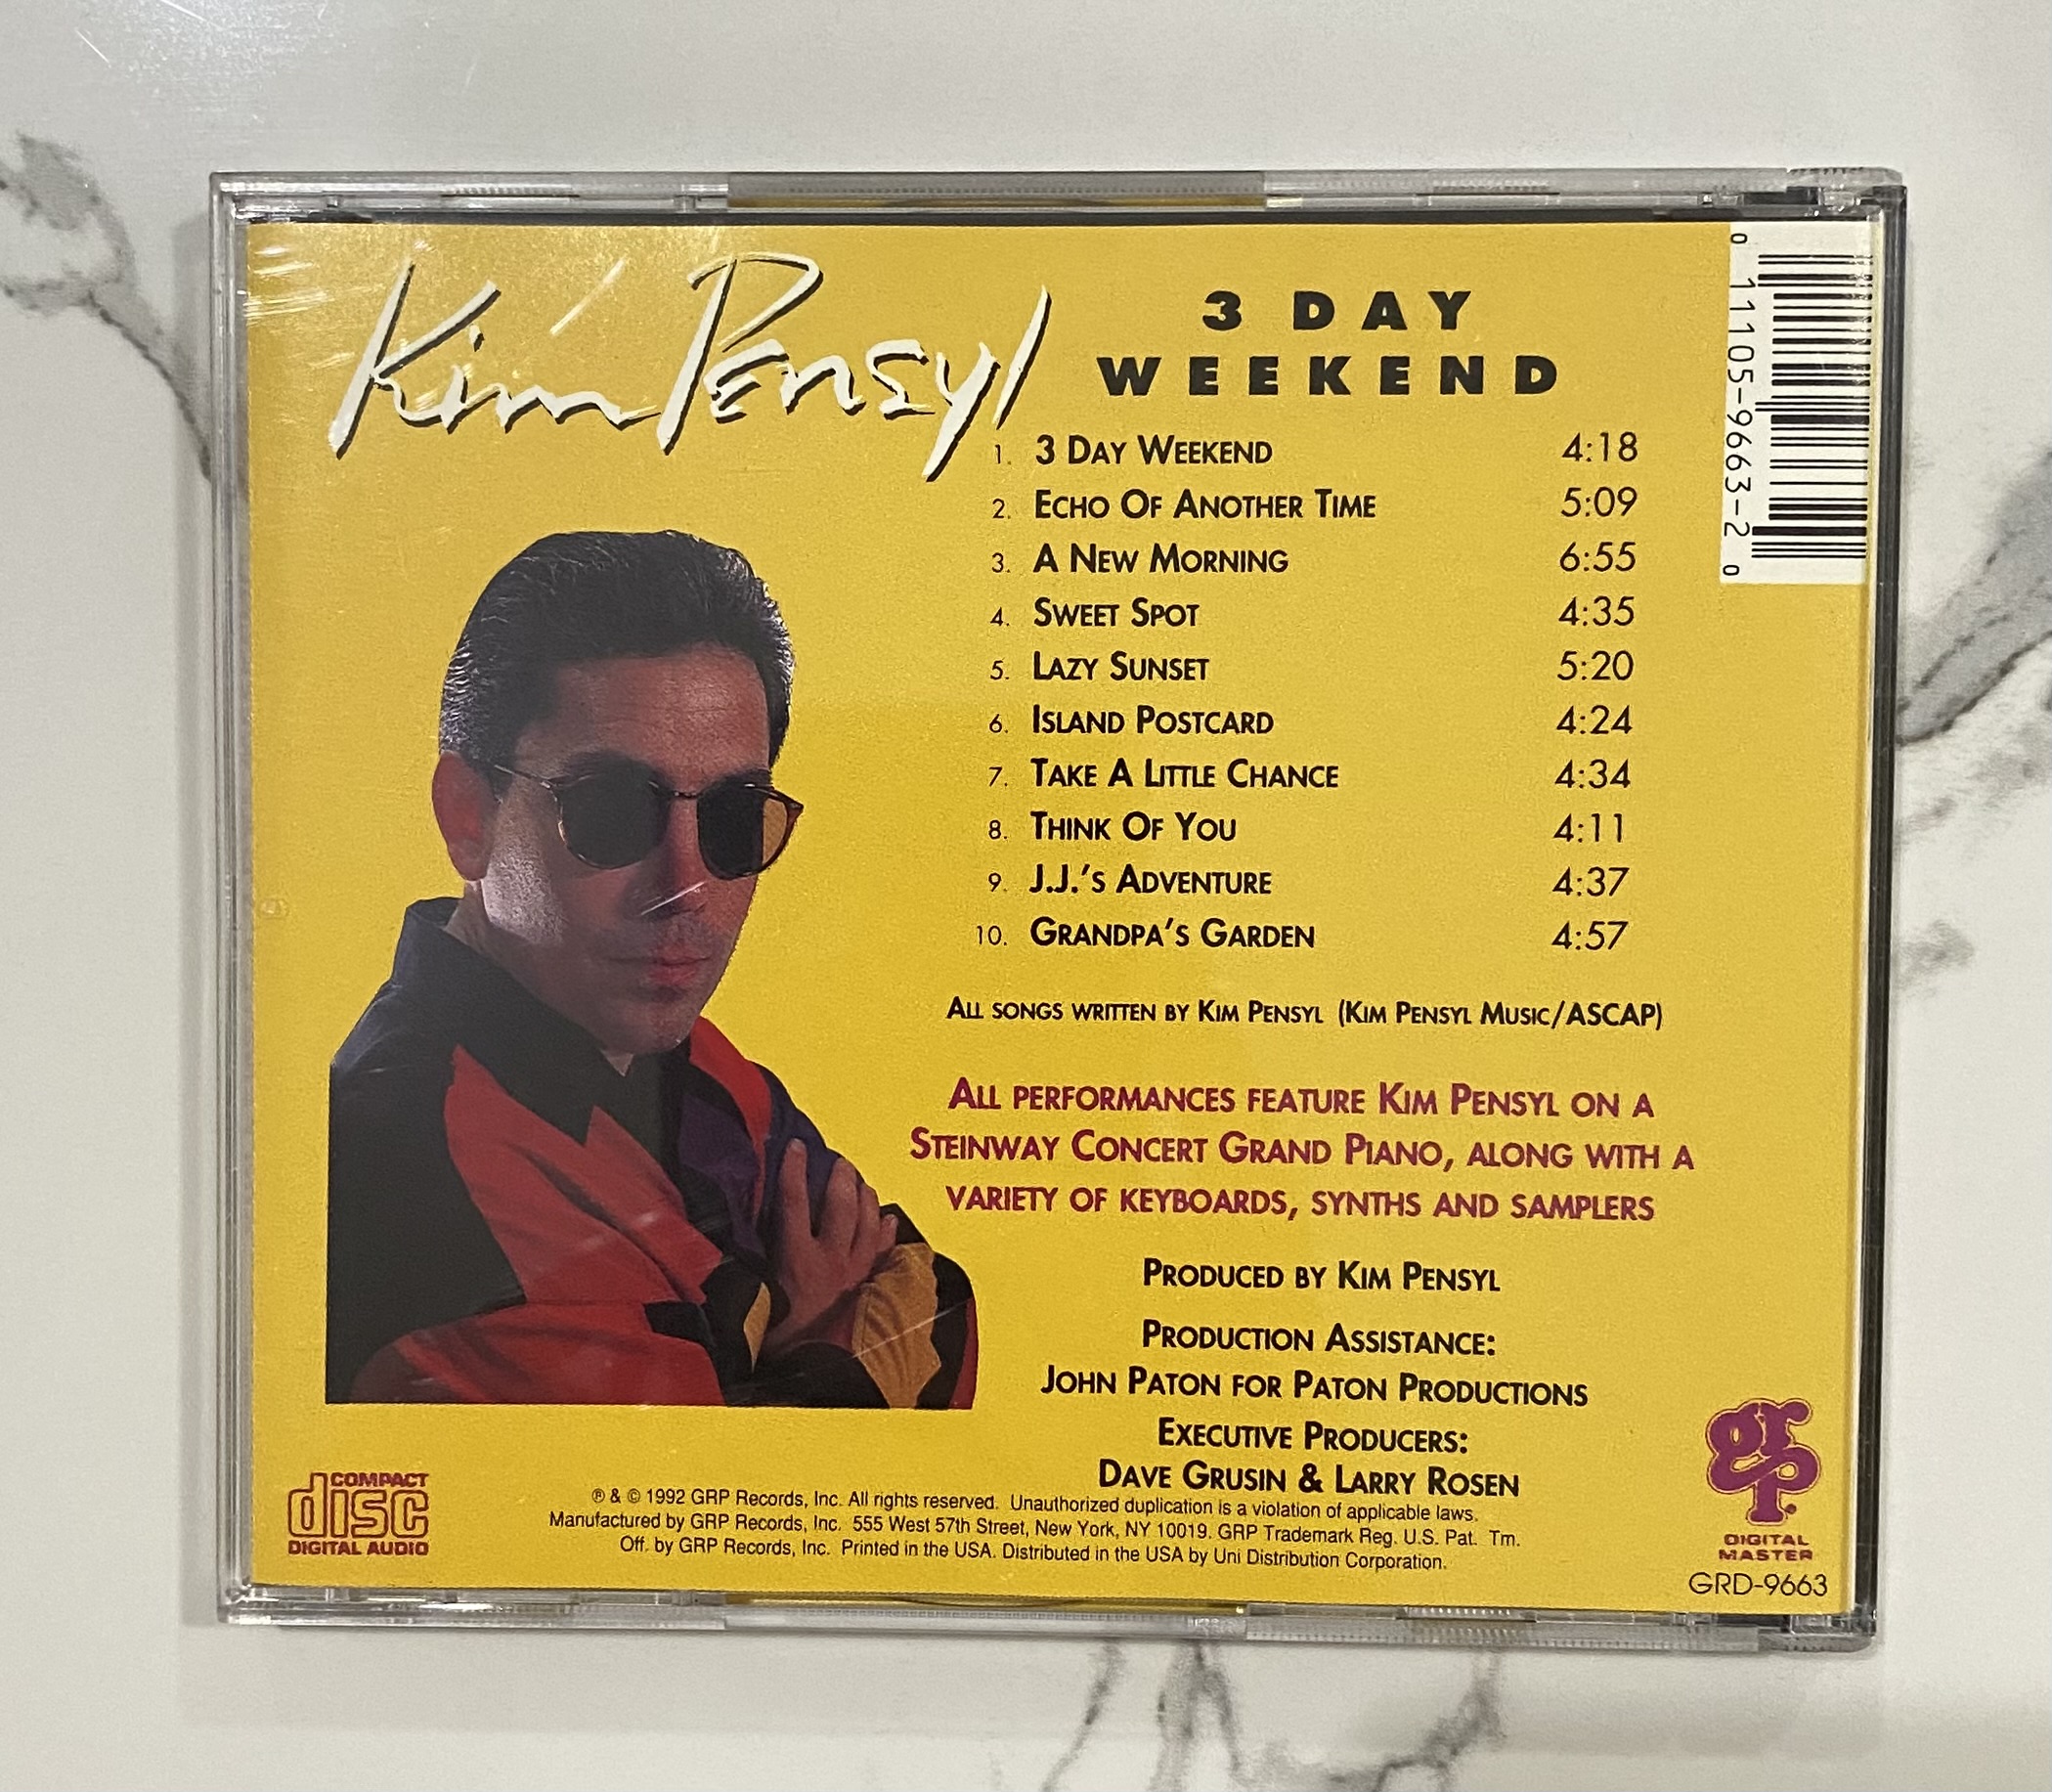 Kim Pensyl
3 DAY
WEEKEND
1. 3 DAY WEEKEND 4:18
2. ECHO OF ANOTHER TIME 5:09
3. A NEW MORNING 6:55
4. SWEET SPOT 4:35
5. LAZY SUNSET 5:20
6. ISLAND POSTCARD 4:24
7. TAKE A LITTLE CHANCE 4:34
8. THINK OF YOU 4:11
9. J.J.'S ADVENTURE 4:37
10. GRANDPA'S GARDEN 4:57
ALL SONGS WRITTEN BY KIM PENSYL (KIM PENSYL MUSIC/ASCAP)
ALL PERFORMANCES FEATURE KIM PENSYL ON A
STEINWAY CONCERT GRAND PIANO, ALONG WITH A
VARIETY OF KEYBOARDS, SYNTHS AND SAMPLERS
PRODUCED BY KIM PENSYL
PRODUCTION ASSISTANCE:
JOHN PATON FOR PATON PRODUCTIONS
EXECUTIVE PRODUCERS:
DAVE GRUSIN & LARRY ROSEN
℗ & © 1992 GRP Records, Inc. All rights reserved. Unauthorized duplication is a violation of applicable laws.
Manufactured by GRP Records, Inc. 555 West 57th Street, New York, NY 10019. GRP Trademark Reg. U.S. Pat. Tm.
Off. by GRP Records, Inc. Printed in the USA. Distributed in the USA by Uni Distribution Corporation.
COMPACT
disc
DIGITAL AUDIO
grp®
DIGITAL
MASTER
GRD-9663
0 11105-9663-2 0